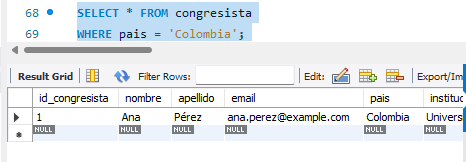 68 SELECT * FROM congresista
69 WHERE pais = 'Colombia';
Result Grid Filter Rows: Edit: Export/Im
id_congresista nombre apellido email pais instituc
1 Ana Pérez ana.perez@example.com Colombia Univers
NULL NULL NULL NULL NULL NULL